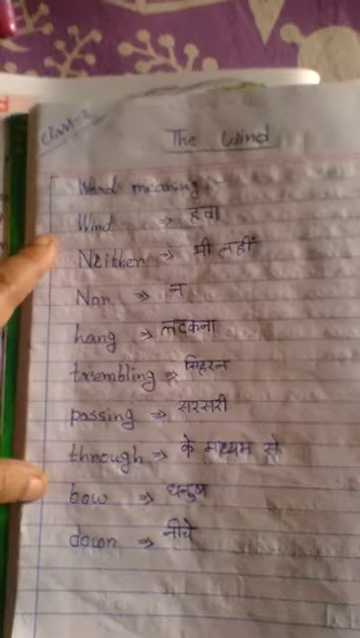 Class-2
The Wind
Word meaning :-
Wind → हवा
Neither → भी नहीं
Nor → न
hang → लटकना
trembling → सिहरन
passing → सरसरी
through → के माध्यम से
bow → धनुष
down → नीचे